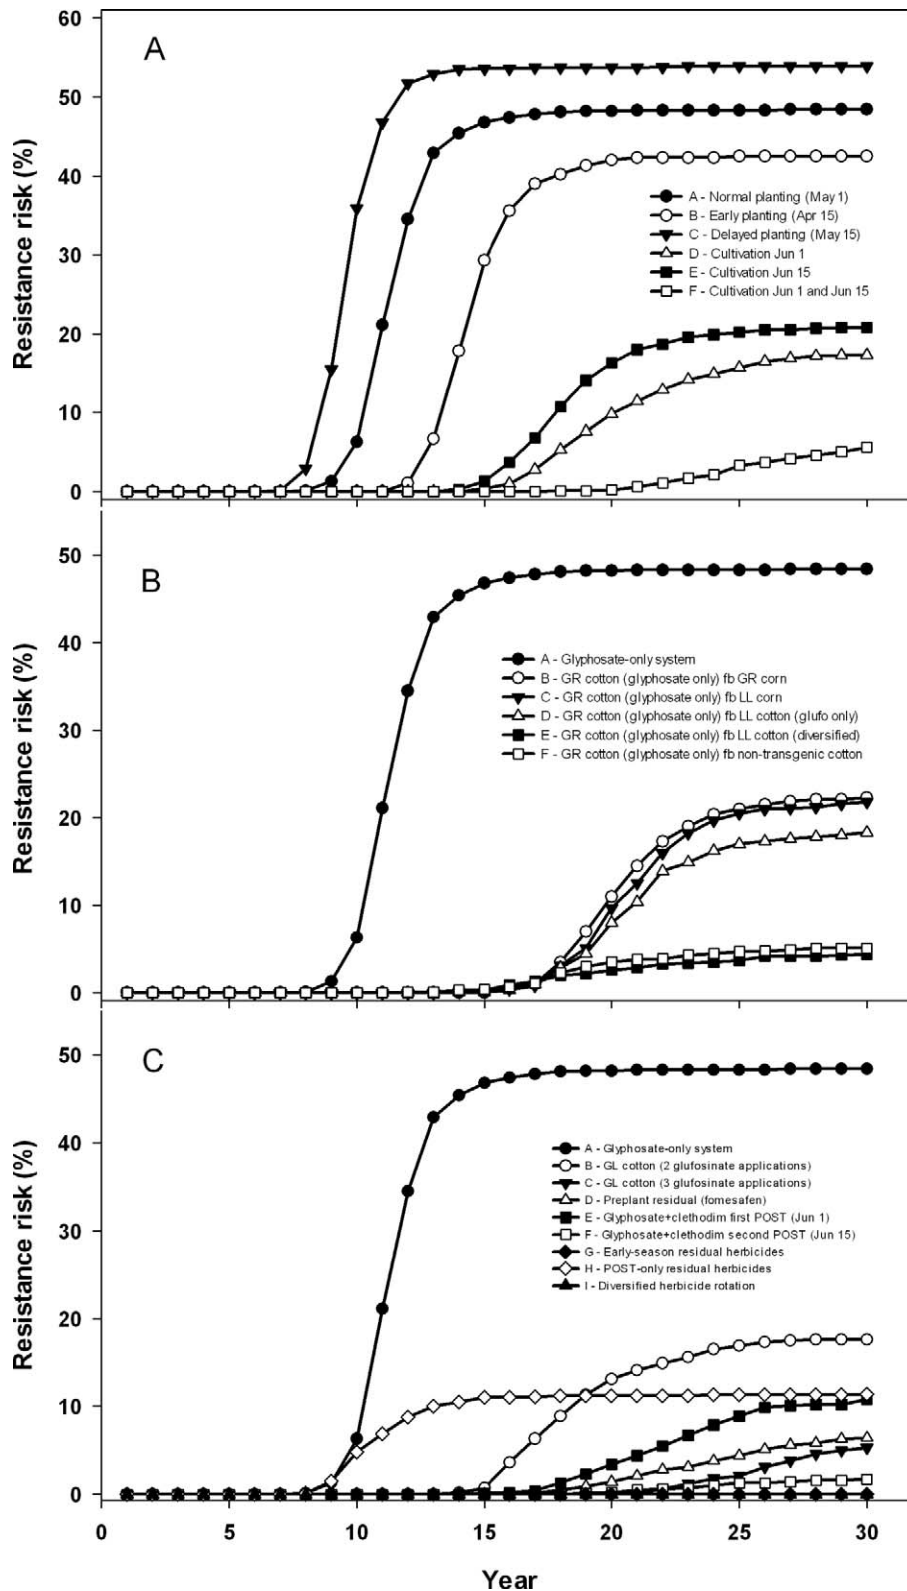 A
Resistance risk (%)
60
50
40
30
20
10
0
A - Normal planting (May 1)
B - Early planting (Apr 15)
C - Delayed planting (May 15)
D - Cultivation Jun 1
E - Cultivation Jun 15
F - Cultivation Jun 1 and Jun 15
B
Resistance risk (%)
50
40
30
20
10
0
A - Glyphosate-only system
B - GR cotton (glyphosate only) fb GR corn
C - GR cotton (glyphosate only) fb LL corn
D - GR cotton (glyphosate only) fb LL cotton (glufo only)
E - GR cotton (glyphosate only) fb LL cotton (diversified)
F - GR cotton (glyphosate only) fb non-transgenic cotton
C
Resistance risk (%)
50
40
30
20
10
0
A - Glyphosate-only system
B - GL cotton (2 glufosinate applications)
C - GL cotton (3 glufosinate applications)
D - Preplant residual (fomesafen)
E - Glyphosate+clethodim first POST (Jun 1)
F - Glyphosate+clethodim second POST (Jun 15)
G - Early-season residual herbicides
H - POST-only residual herbicides
I - Diversified herbicide rotation
0 5 10 15 20 25 30
Year